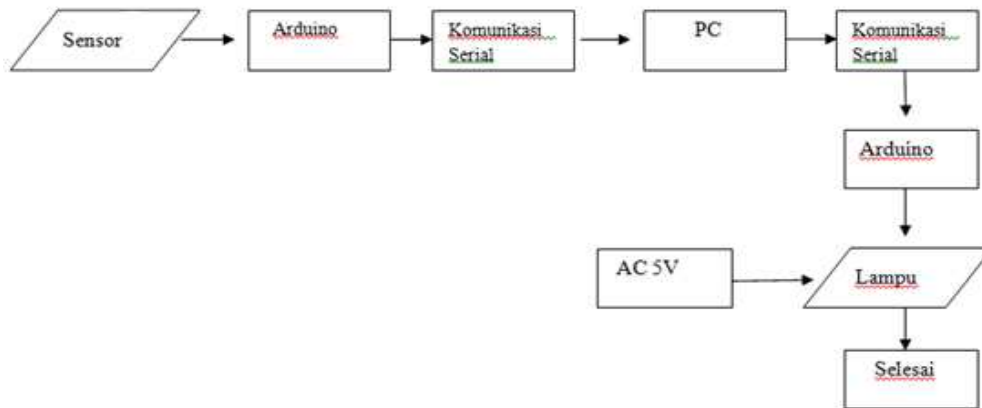 Sensor
Arduino
Komunikasi
Serial
PC
Komunikasi
Serial
Arduino
AC 5V
Lampu
Selesai